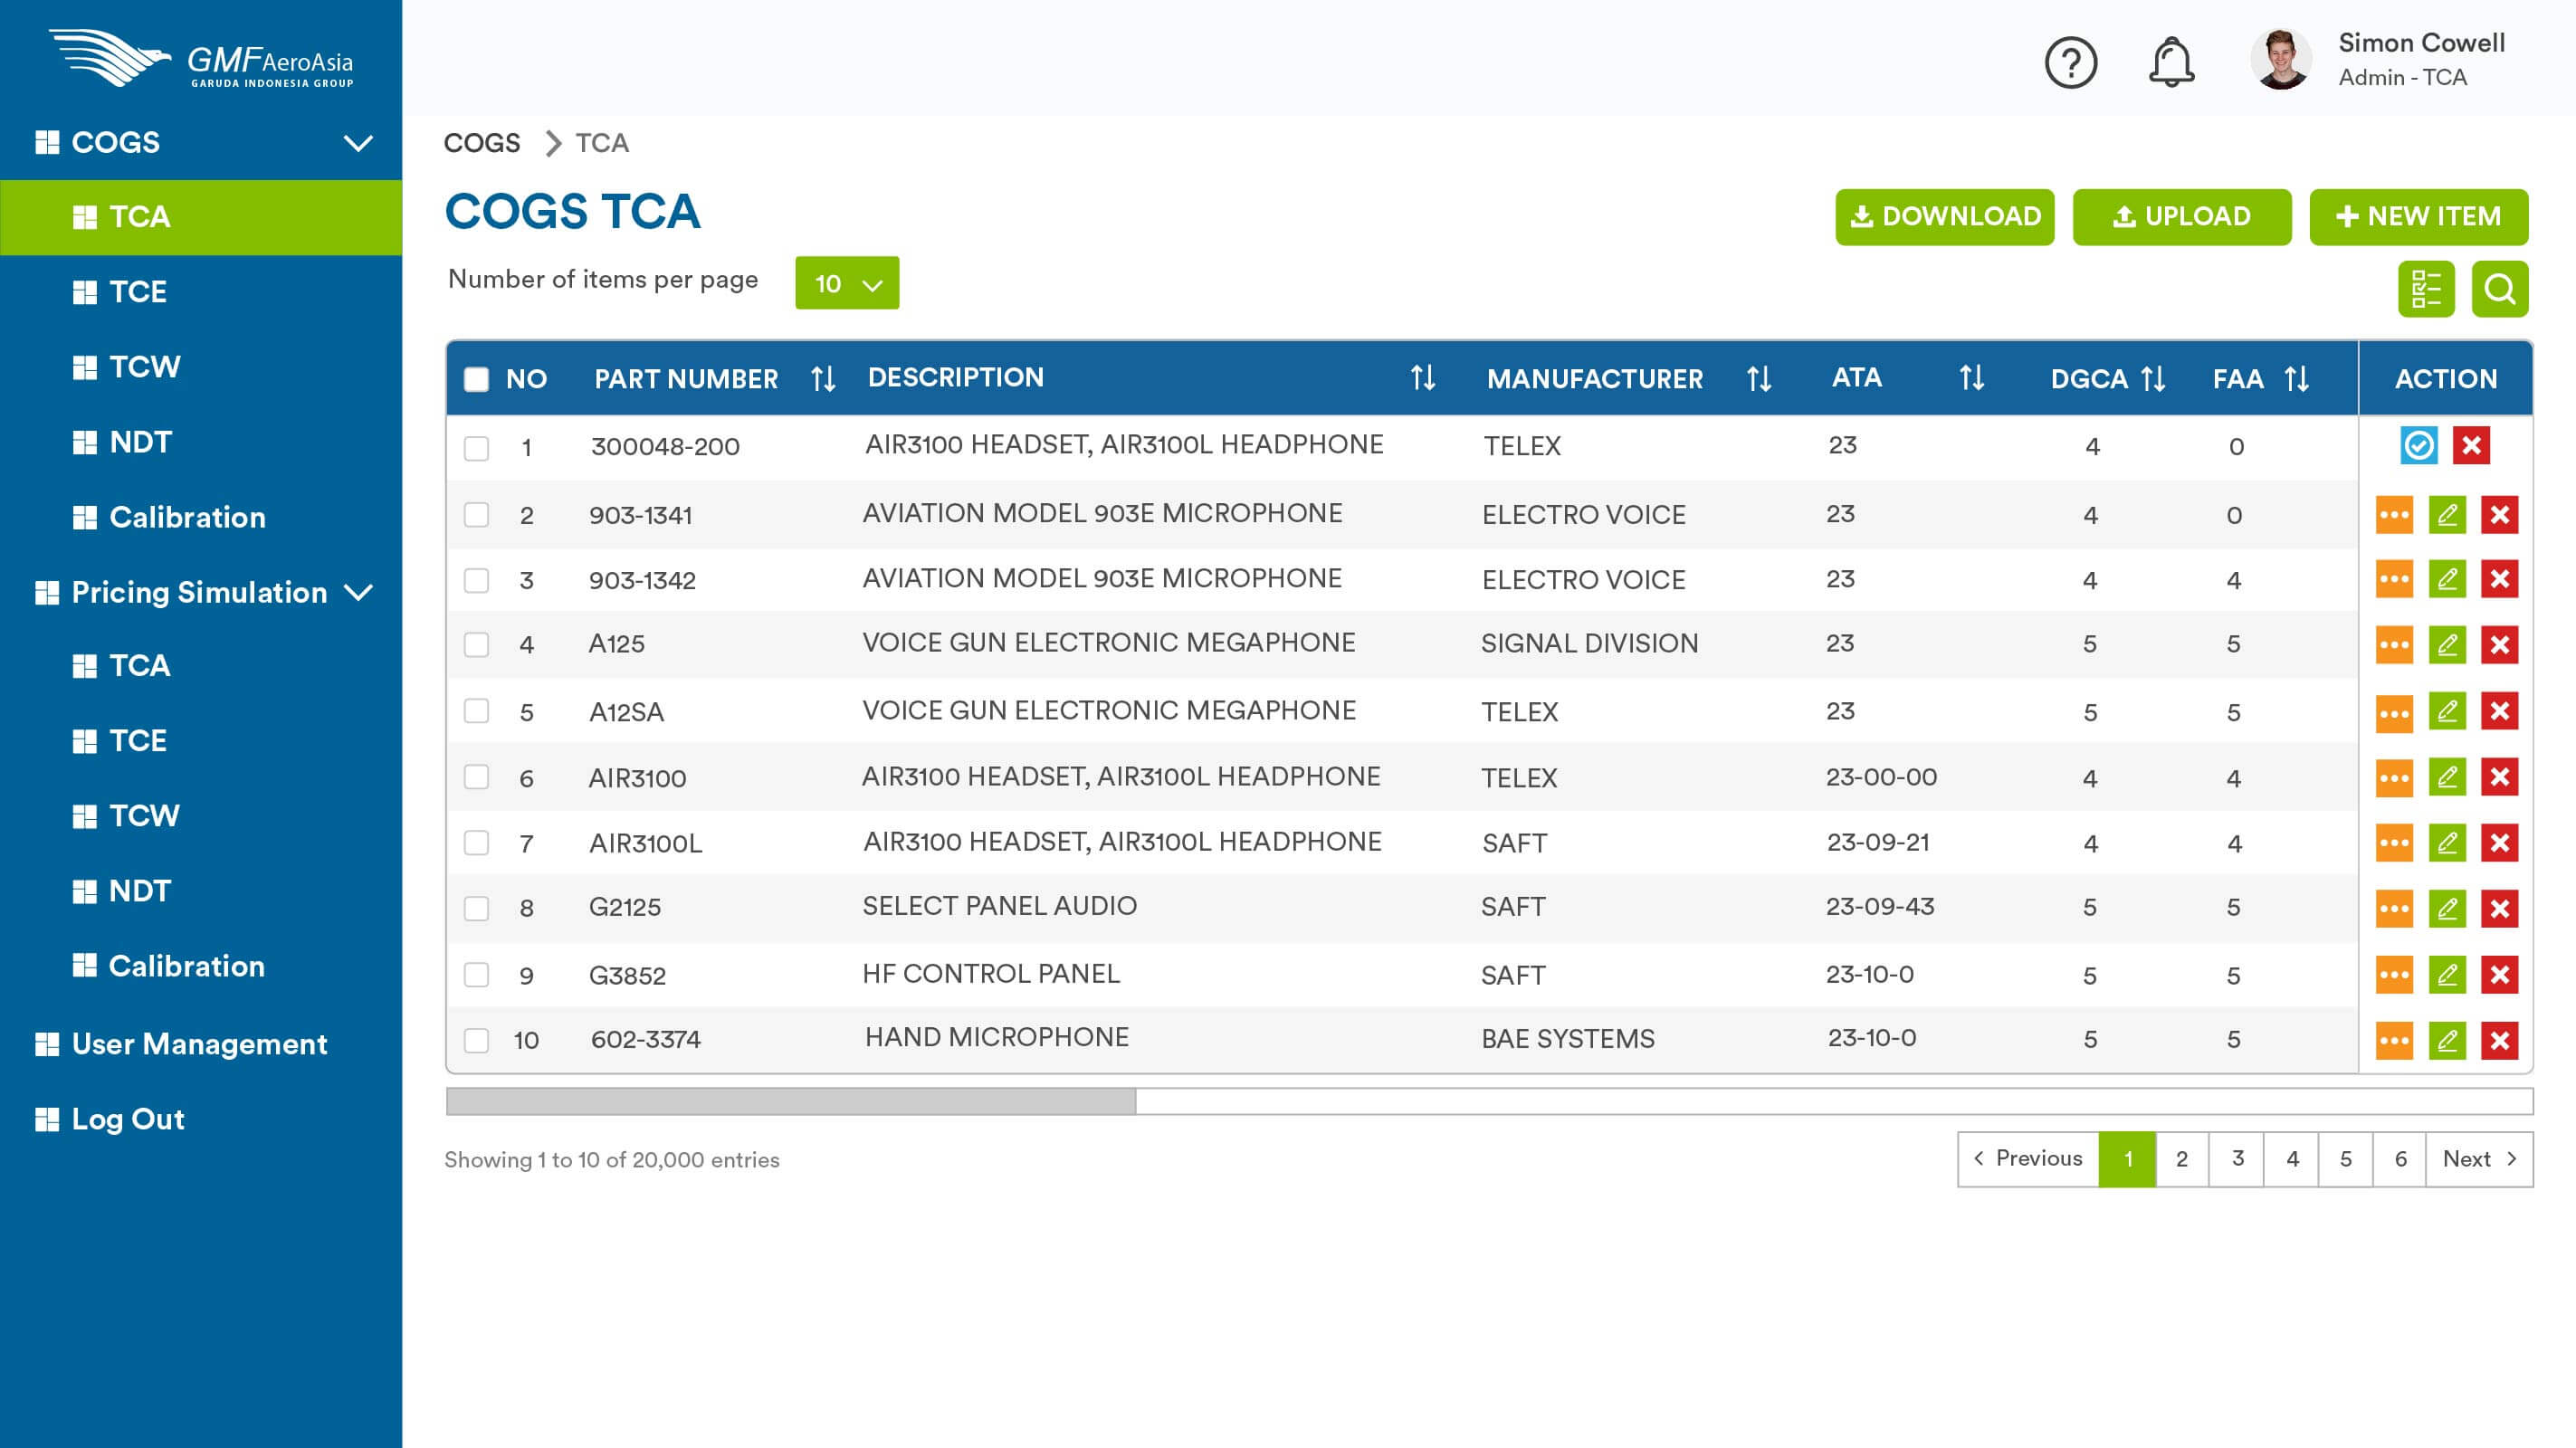 GMF AeroAsia
GARUDA INDONESIA GROUP
COGS
TCA
TCE
TCW
NDT
Calibration
Pricing Simulation
TCA
TCE
TCW
NDT
Calibration
User Management
Log Out
Simon Cowell
Admin - TCA
COGS > TCA
COGS TCA
DOWNLOAD UPLOAD NEW ITEM
Number of items per page 10
NO PART NUMBER DESCRIPTION MANUFACTURER ATA DGCA FAA ACTION
1 300048-200 AIR3100 HEADSET, AIR3100L HEADPHONE TELEX 23 4 0
2 903-1341 AVIATION MODEL 903E MICROPHONE ELECTRO VOICE 23 4 0
3 903-1342 AVIATION MODEL 903E MICROPHONE ELECTRO VOICE 23 4 4
4 A125 VOICE GUN ELECTRONIC MEGAPHONE SIGNAL DIVISION 23 5 5
5 A12SA VOICE GUN ELECTRONIC MEGAPHONE TELEX 23 5 5
6 AIR3100 AIR3100 HEADSET, AIR3100L HEADPHONE TELEX 23-00-00 4 4
7 AIR3100L AIR3100 HEADSET, AIR3100L HEADPHONE SAFT 23-09-21 4 4
8 G2125 SELECT PANEL AUDIO SAFT 23-09-43 5 5
9 G3852 HF CONTROL PANEL SAFT 23-10-0 5 5
10 602-3374 HAND MICROPHONE BAE SYSTEMS 23-10-0 5 5
Showing 1 to 10 of 20,000 entries
< Previous 1 2 3 4 5 6 Next >